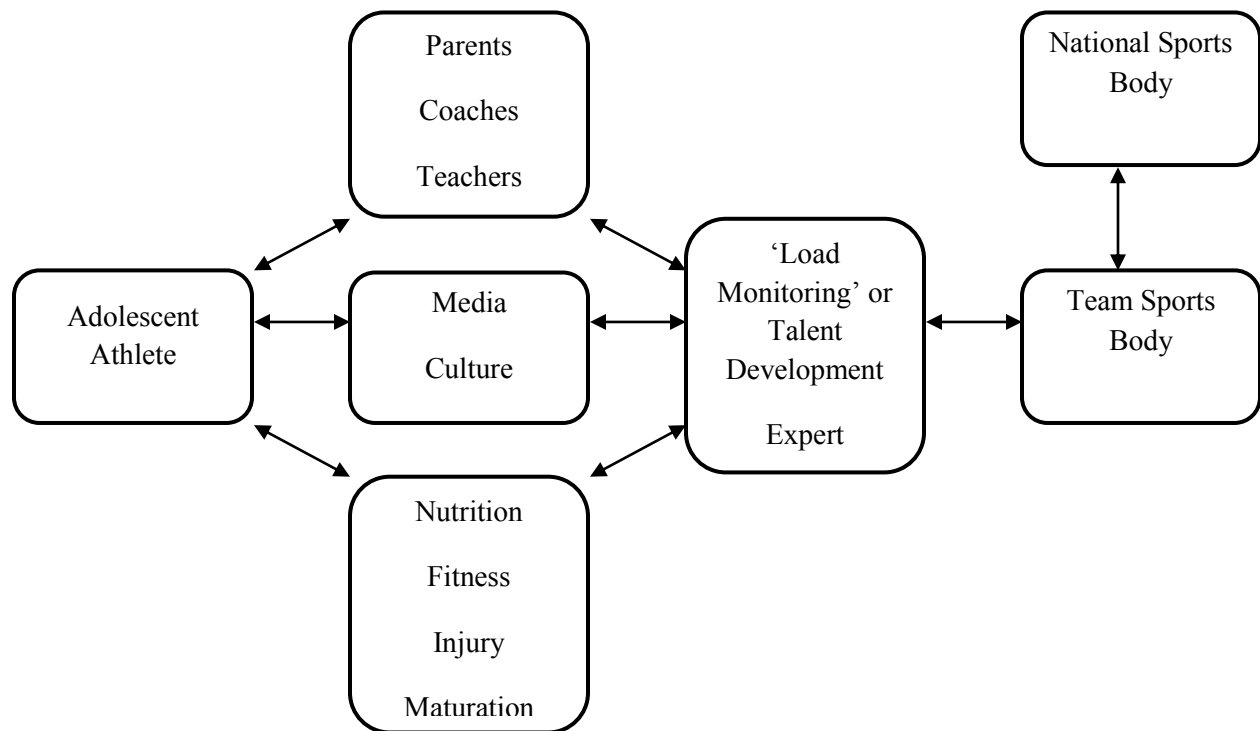 Parents
Coaches
Teachers
National Sports
Body
Adolescent
Athlete
Media
Culture
‘Load
Monitoring’ or
Talent
Development
Expert
Team Sports
Body
Nutrition
Fitness
Injury
Maturation